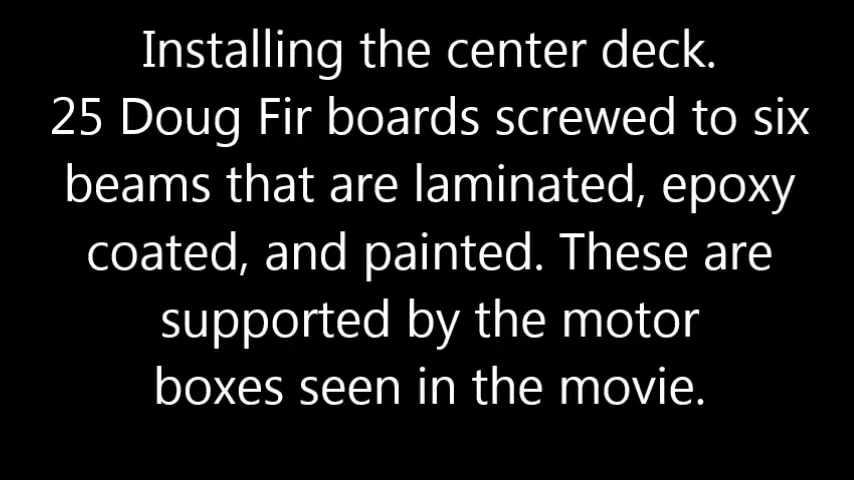 Installing the center deck.
25 Doug Fir boards screwed to six
beams that are laminated, epoxy
coated, and painted. These are
supported by the motor
boxes seen in the movie.